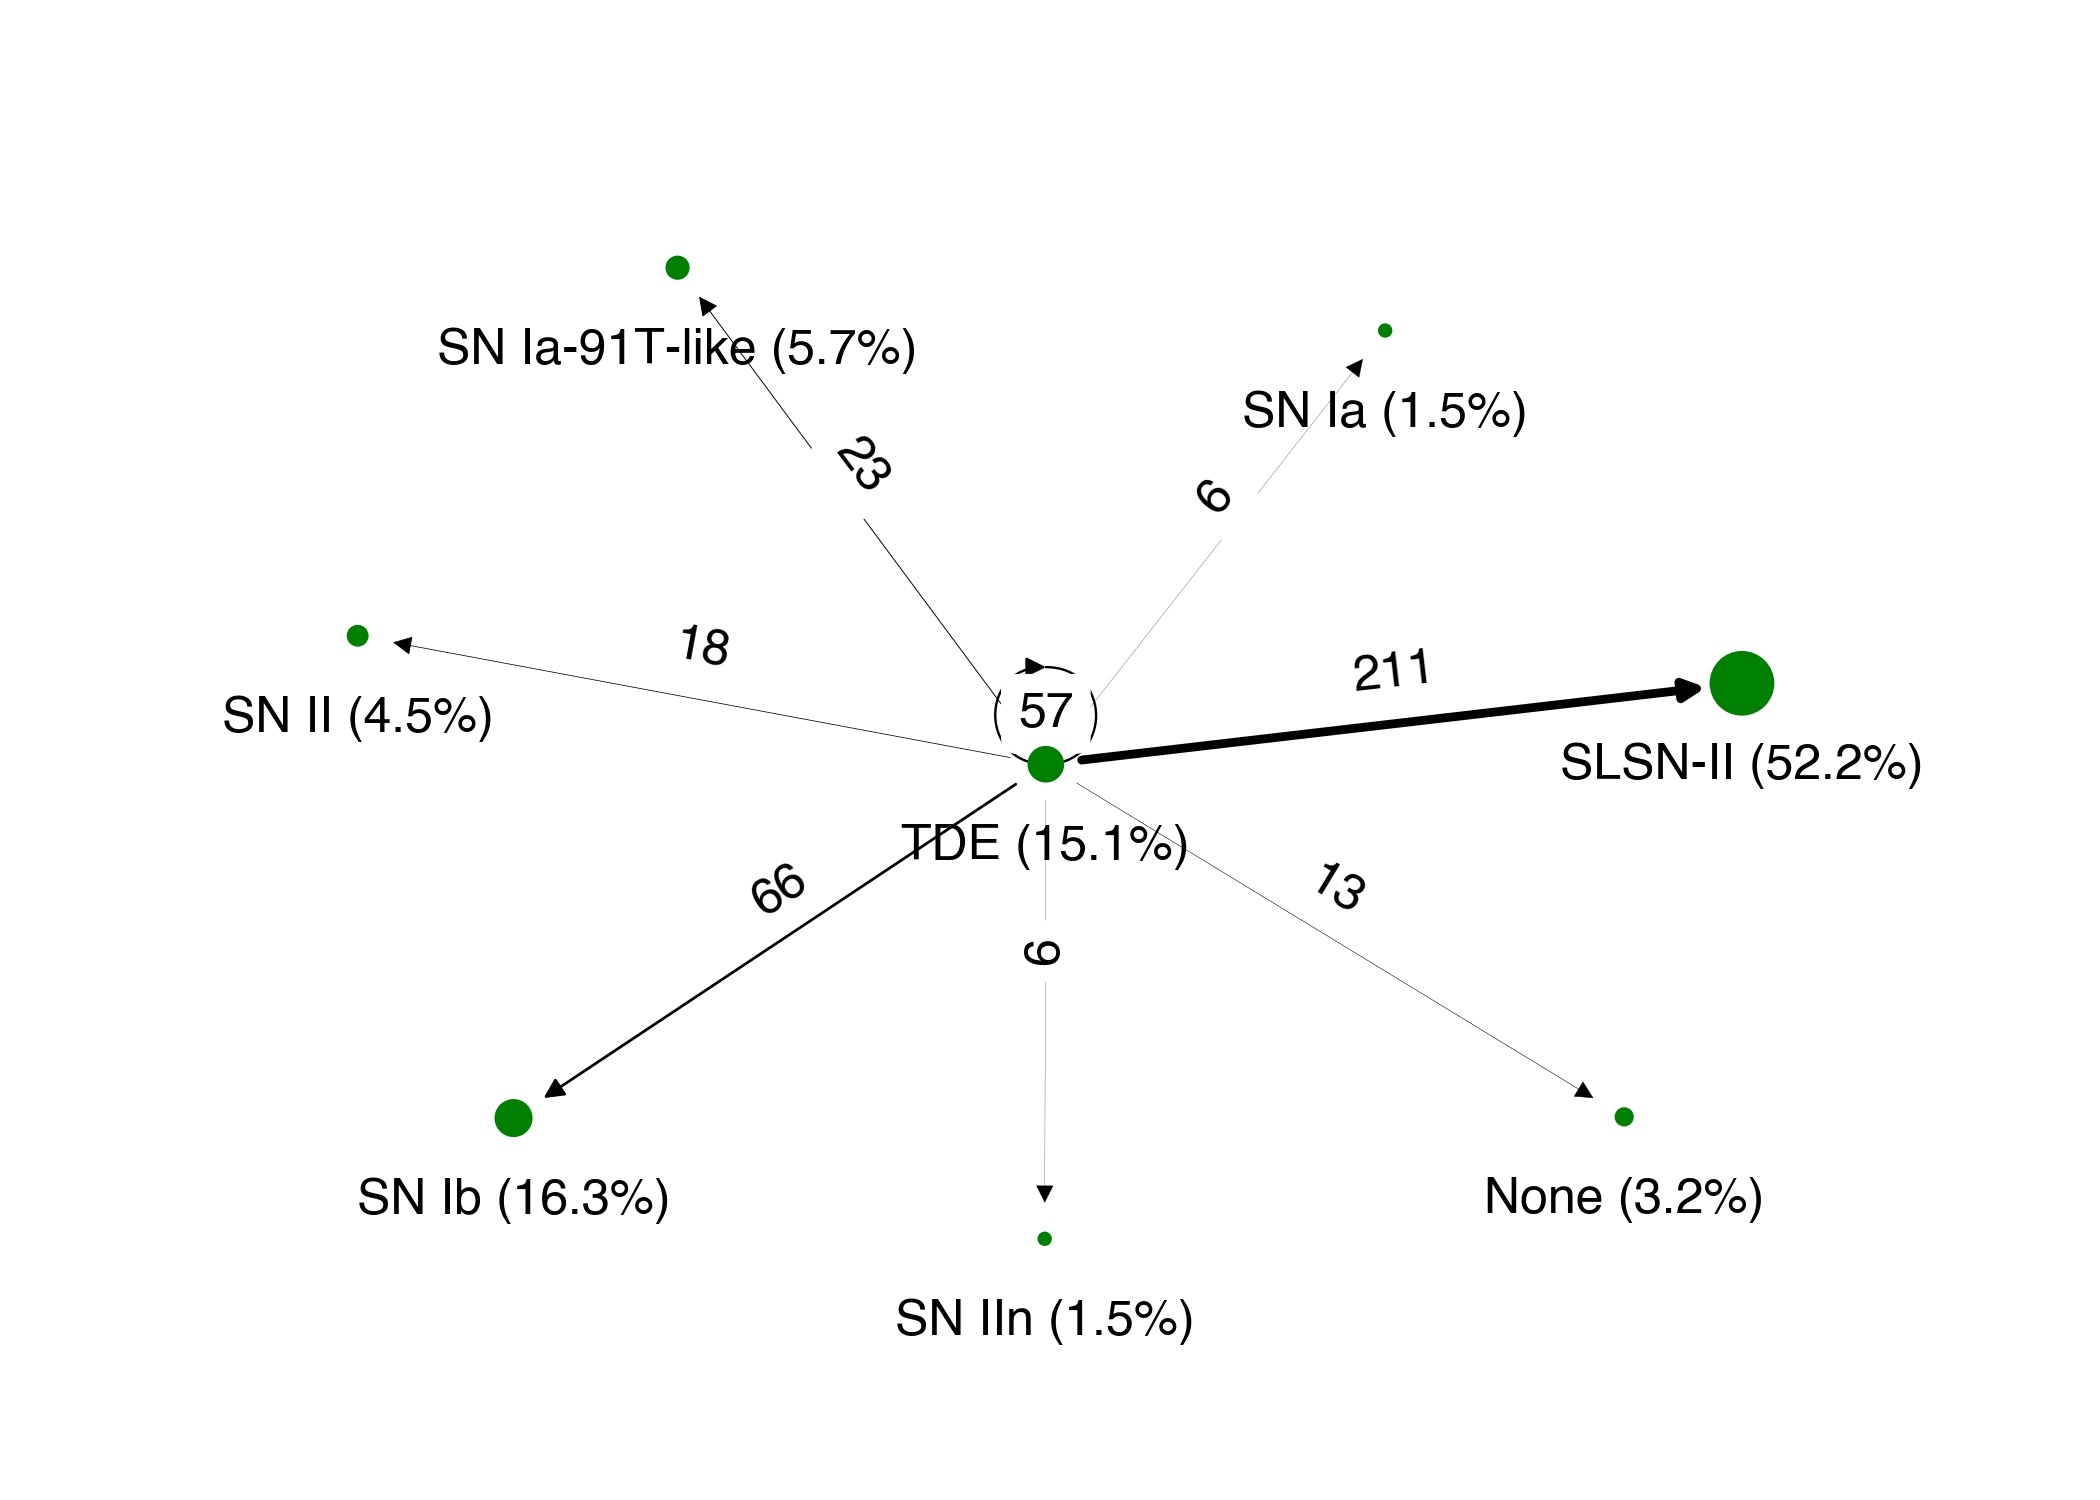 SN Ia-91T-like (5.7%)
SN Ia (1.5%)
23
6
18
211
57
SN II (4.5%)
SLSN-II (52.2%)
TDE (15.1%)
66
13
6
SN Ib (16.3%)
None (3.2%)
SN IIn (1.5%)